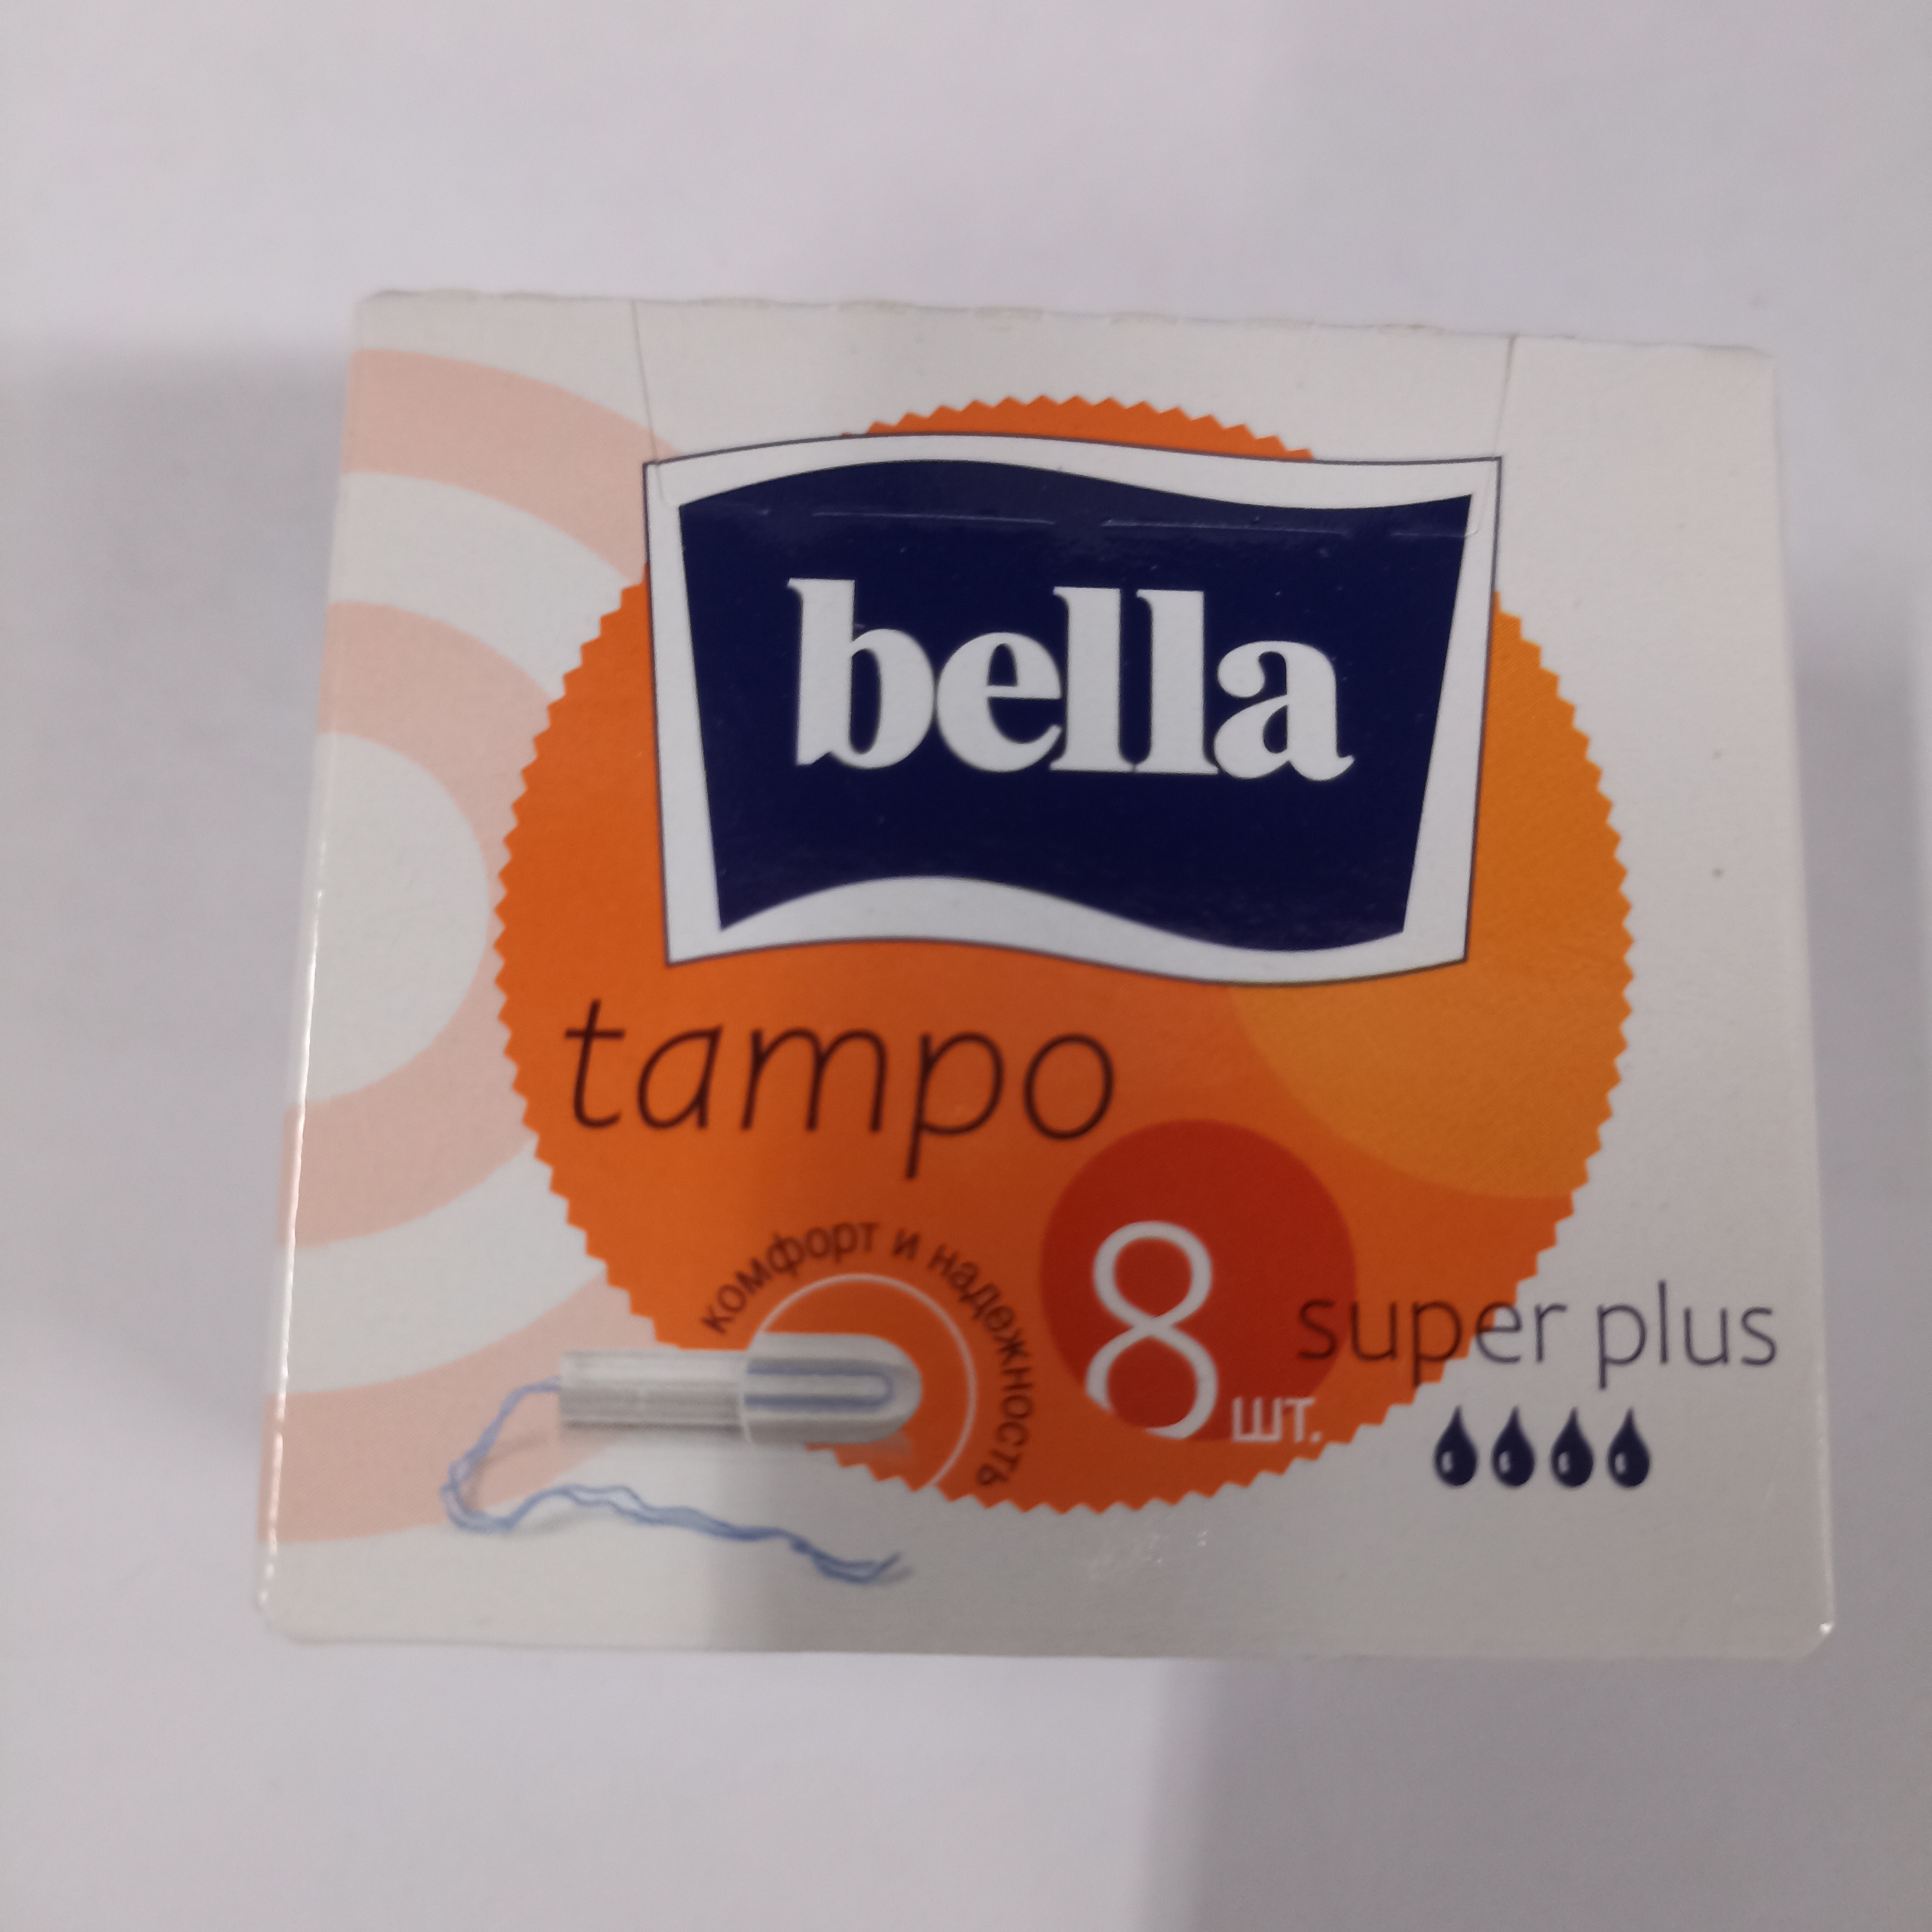 bella
tampo
комфорт и надежность
8 шт.
super plus